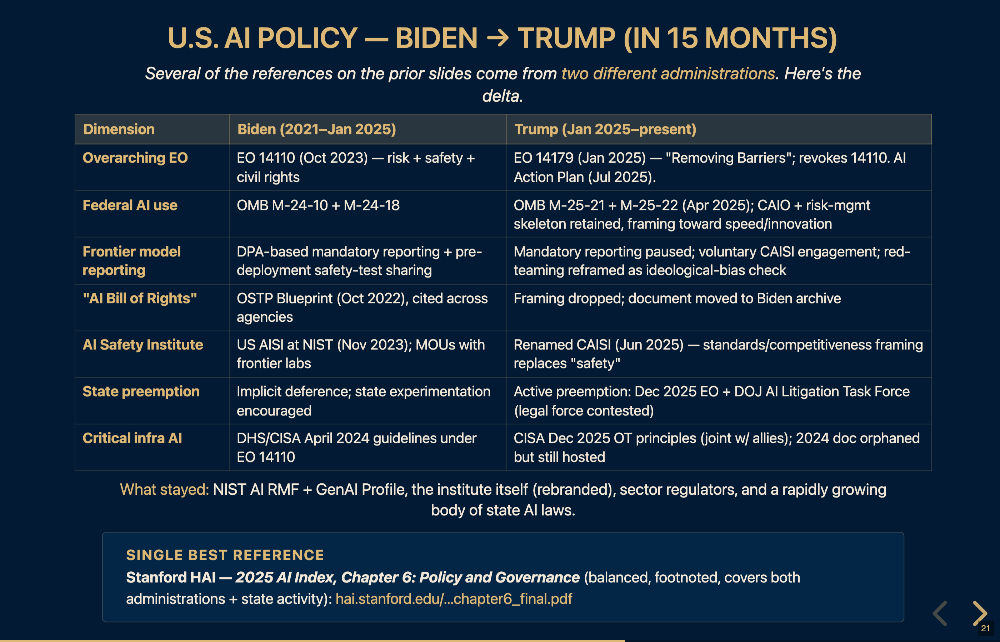 U.S. AI POLICY — BIDEN → TRUMP (IN 15 MONTHS)
Several of the references on the prior slides come from two different administrations. Here's the
delta.
Dimension
Biden (2021–Jan 2025)
Trump (Jan 2025–present)
Overarching EO
EO 14110 (Oct 2023) — risk + safety +
civil rights
EO 14179 (Jan 2025) — "Removing Barriers"; revokes 14110. AI
Action Plan (Jul 2025).
Federal AI use
OMB M-24-10 + M-24-18
OMB M-25-21 + M-25-22 (Apr 2025); CAIO + risk-mgmt
skeleton retained, framing toward speed/innovation
Frontier model
reporting
DPA-based mandatory reporting + pre-
deployment safety-test sharing
Mandatory reporting paused; voluntary CAISI engagement; red-
teaming reframed as ideological-bias check
"AI Bill of Rights"
OSTP Blueprint (Oct 2022), cited across
agencies
Framing dropped; document moved to Biden archive
AI Safety Institute
US AISI at NIST (Nov 2023); MOUs with
frontier labs
Renamed CAISI (Jun 2025) — standards/competitiveness framing
replaces "safety"
State preemption
Implicit deference; state experimentation
encouraged
Active preemption: Dec 2025 EO + DOJ AI Litigation Task Force
(legal force contested)
Critical infra AI
DHS/CISA April 2024 guidelines under
EO 14110
CISA Dec 2025 OT principles (joint w/ allies); 2024 doc orphaned
but still hosted
What stayed: NIST AI RMF + GenAI Profile, the institute itself (rebranded), sector regulators, and a rapidly growing
body of state AI laws.
SINGLE BEST REFERENCE
Stanford HAI — 2025 AI Index, Chapter 6: Policy and Governance (balanced, footnoted, covers both
administrations + state activity): hai.stanford.edu/...chapter6_final.pdf
21